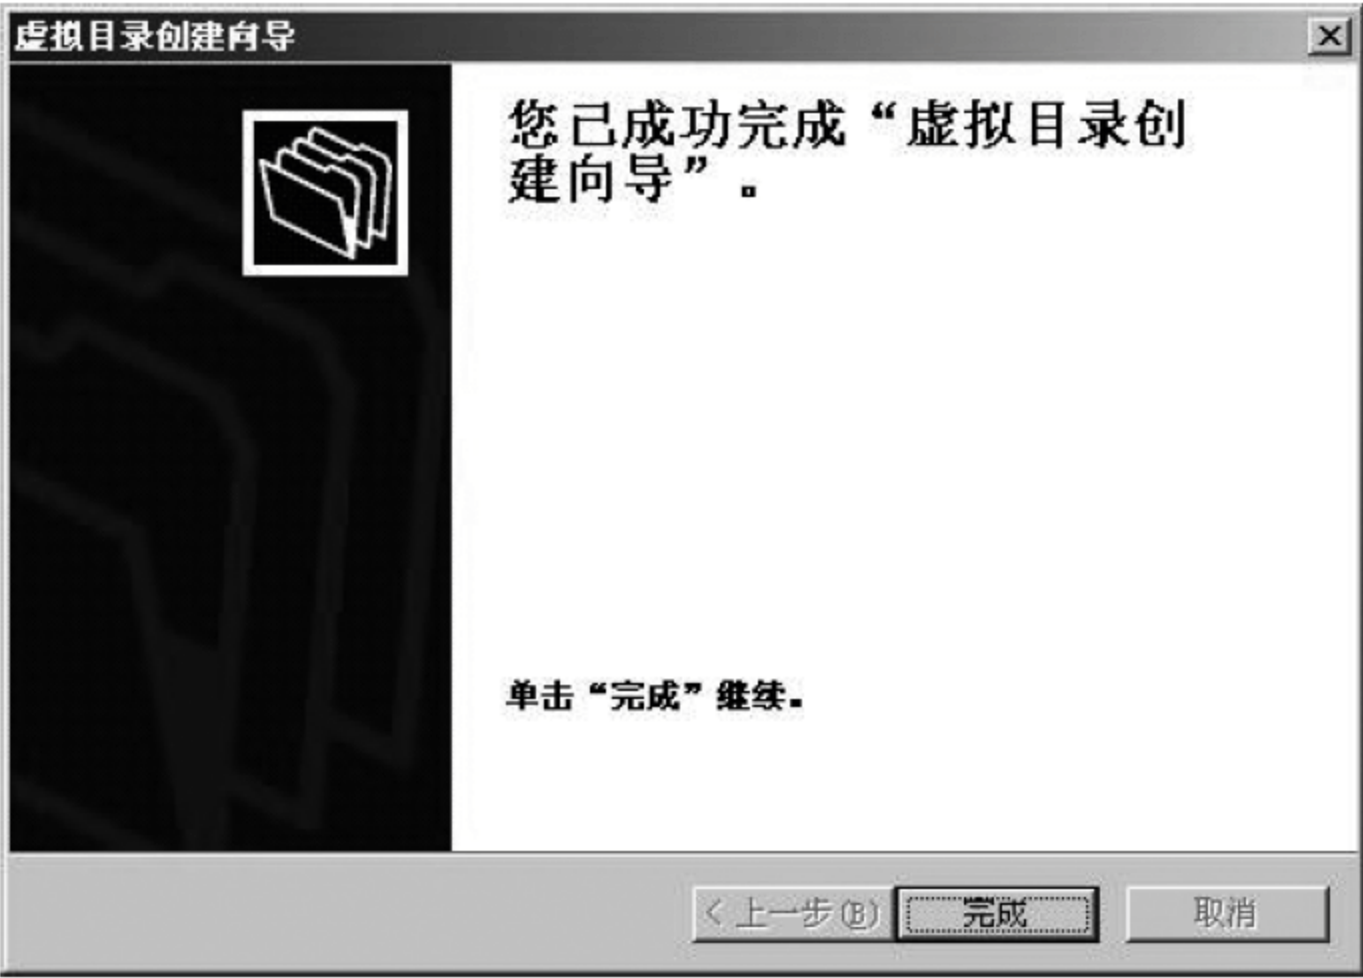 虚拟目录创建向导
您已成功完成“虚拟目录创
建向导”。
单击“完成”继续。
< 上一步(B)
完成
取消